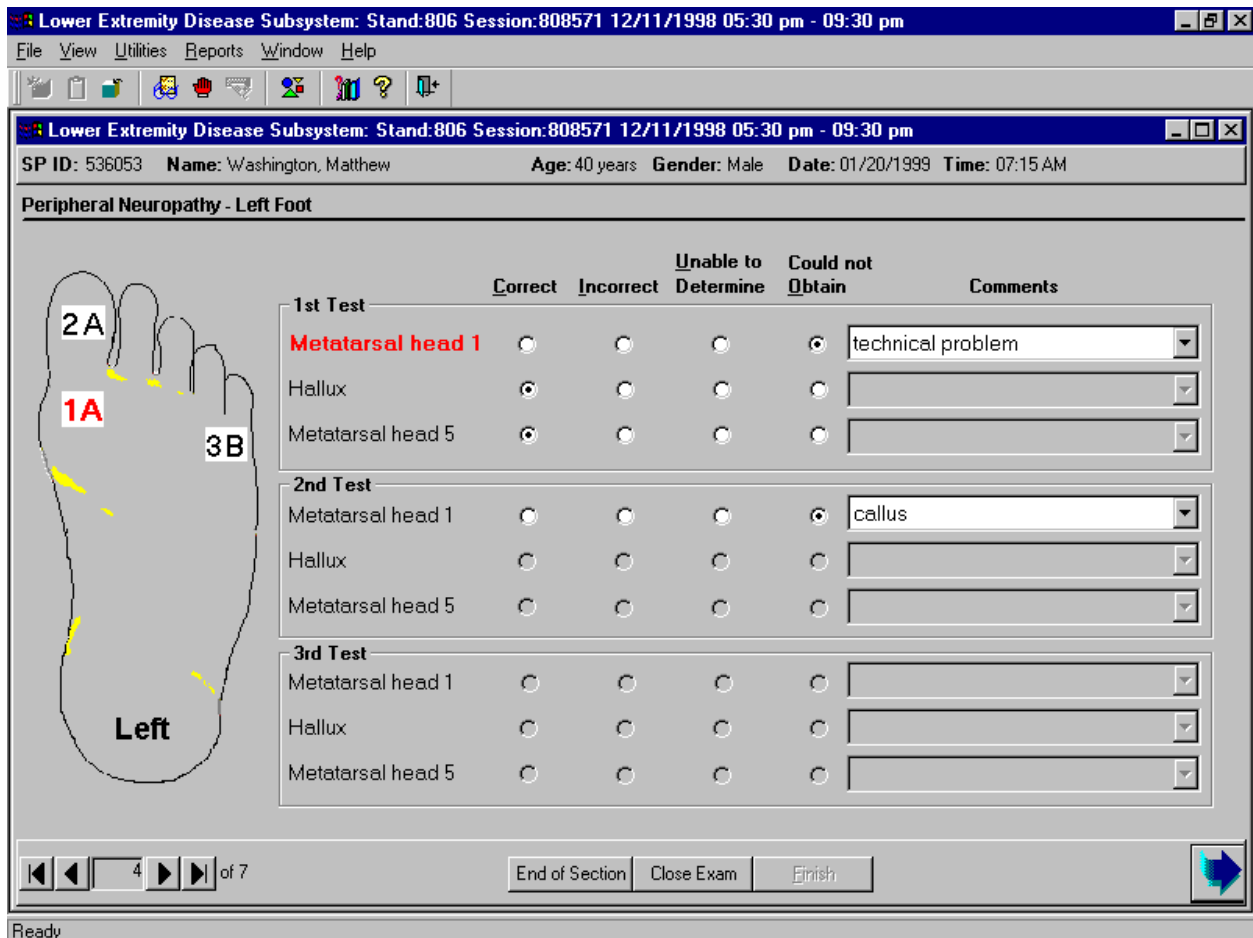 Lower Extremity Disease Subsystem: Stand:806 Session:808571 12/11/1998 05:30 pm - 09:30 pm
File View Utilities Reports Window Help
Lower Extremity Disease Subsystem: Stand:806 Session:808571 12/11/1998 05:30 pm - 09:30 pm
SP ID: 536053 Name: Washington, Matthew Age: 40 years Gender: Male Date: 01/20/1999 Time: 07:15 AM
Peripheral Neuropathy - Left Foot
Unable to Could not
Correct Incorrect Determine Obtain Comments
1st Test
2A
Metatarsal head 1 technical problem
Hallux
1A
Metatarsal head 5
3B
2nd Test
Metatarsal head 1 callus
Hallux
Metatarsal head 5
3rd Test
Metatarsal head 1
Left Hallux
Metatarsal head 5
4 of 7 End of Section Close Exam Finish
Ready